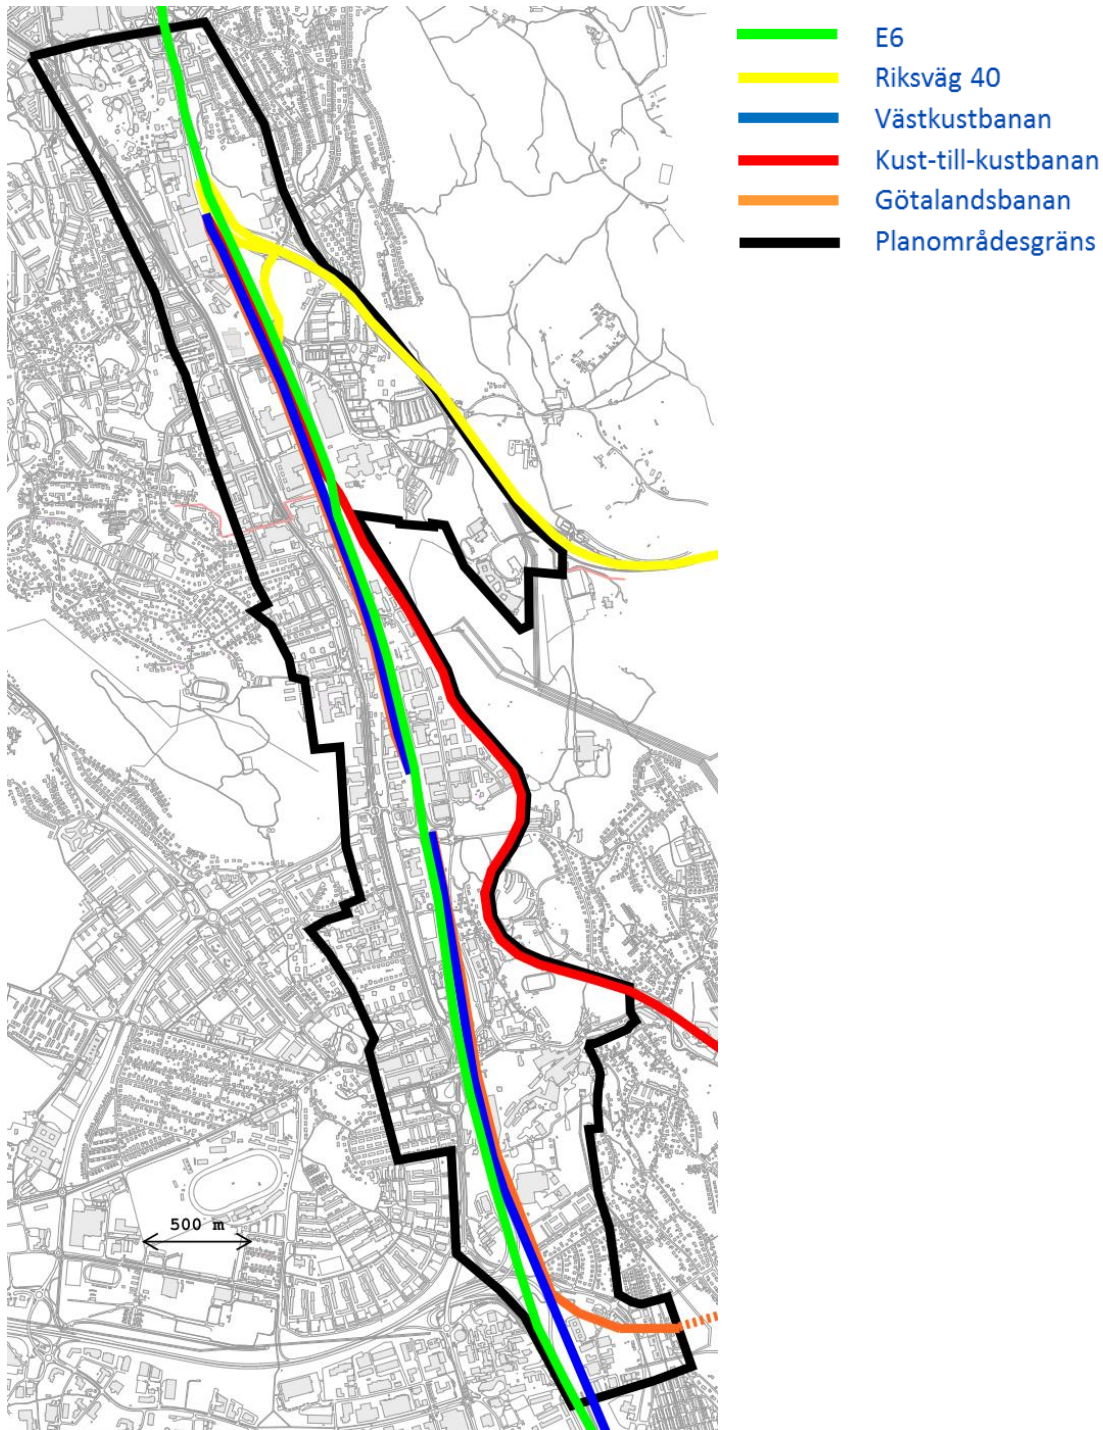 E6
Riksväg 40
Västkustbanan
Kust-till-kustbanan
Götalandsbanan
Planområdesgräns
500 m